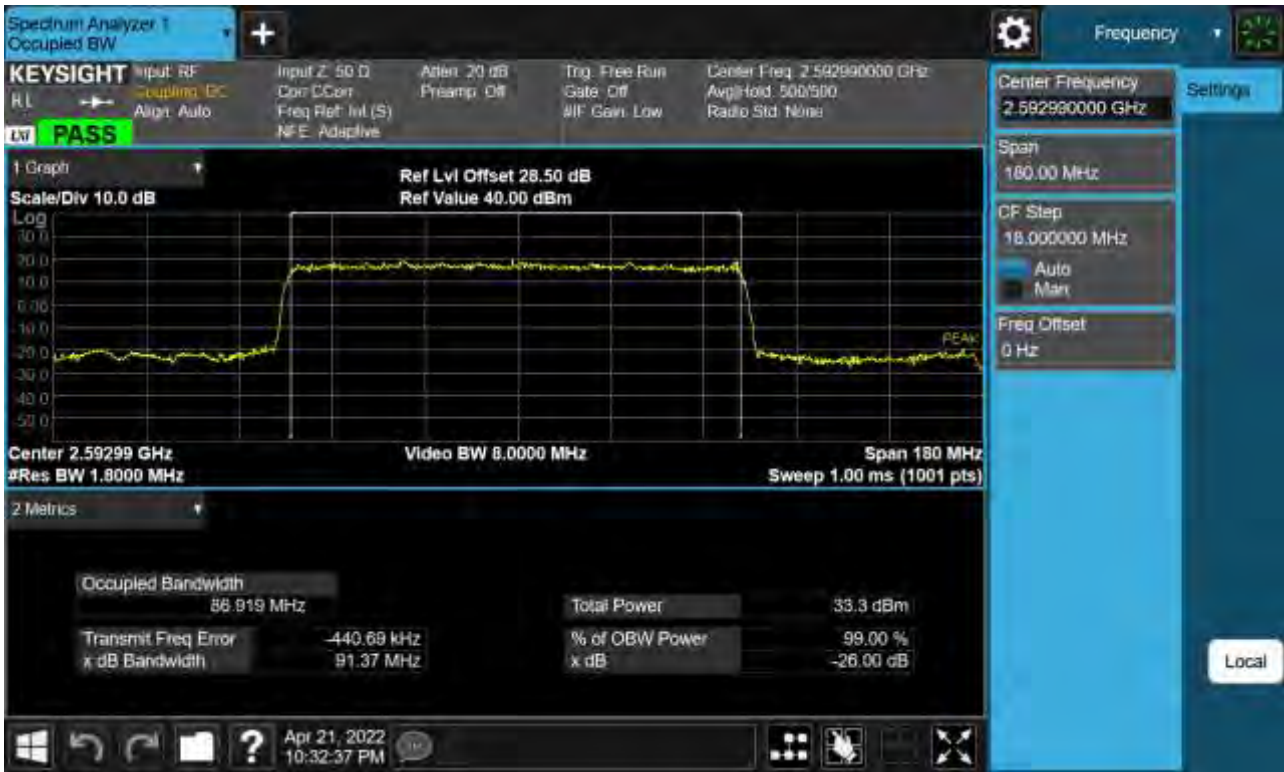 Spectrum Analyzer 1
Occupied BW
Frequency
KEYSIGHT
Input: RF
Coupling: DC
Align: Auto
RL
LXI
PASS
Input Z: 50 Ω
Corr CCorr
Freq Ref: Int (S)
NFE: Adaptive
Atten: 20 dB
Preamp: Off
Trig: Free Run
Gate: Off
#IF Gain: Low
Center Freq: 2.592990000 GHz
Avg|Hold: 500/500
Radio Std: None
Center Frequency
2.592990000 GHz
Settings
Span
180.00 MHz
CF Step
18.000000 MHz
Auto
Man
Freq Offset
0 Hz
1 Graph
Scale/Div 10.0 dB
Ref Lvl Offset 28.50 dB
Ref Value 40.00 dBm
Log
30.0
20.0
10.0
0.00
-10.0
-20.0
-30.0
-40.0
-50.0
PEAK
Center 2.59299 GHz
#Res BW 1.8000 MHz
Video BW 8.0000 MHz
Span 180 MHz
Sweep 1.00 ms (1001 pts)
2 Metrics
Occupied Bandwidth
86.919 MHz
Transmit Freq Error -440.69 kHz
x dB Bandwidth 91.37 MHz
Total Power 33.3 dBm
% of OBW Power 99.00 %
x dB -26.00 dB
Local
Apr 21, 2022
10:32:37 PM